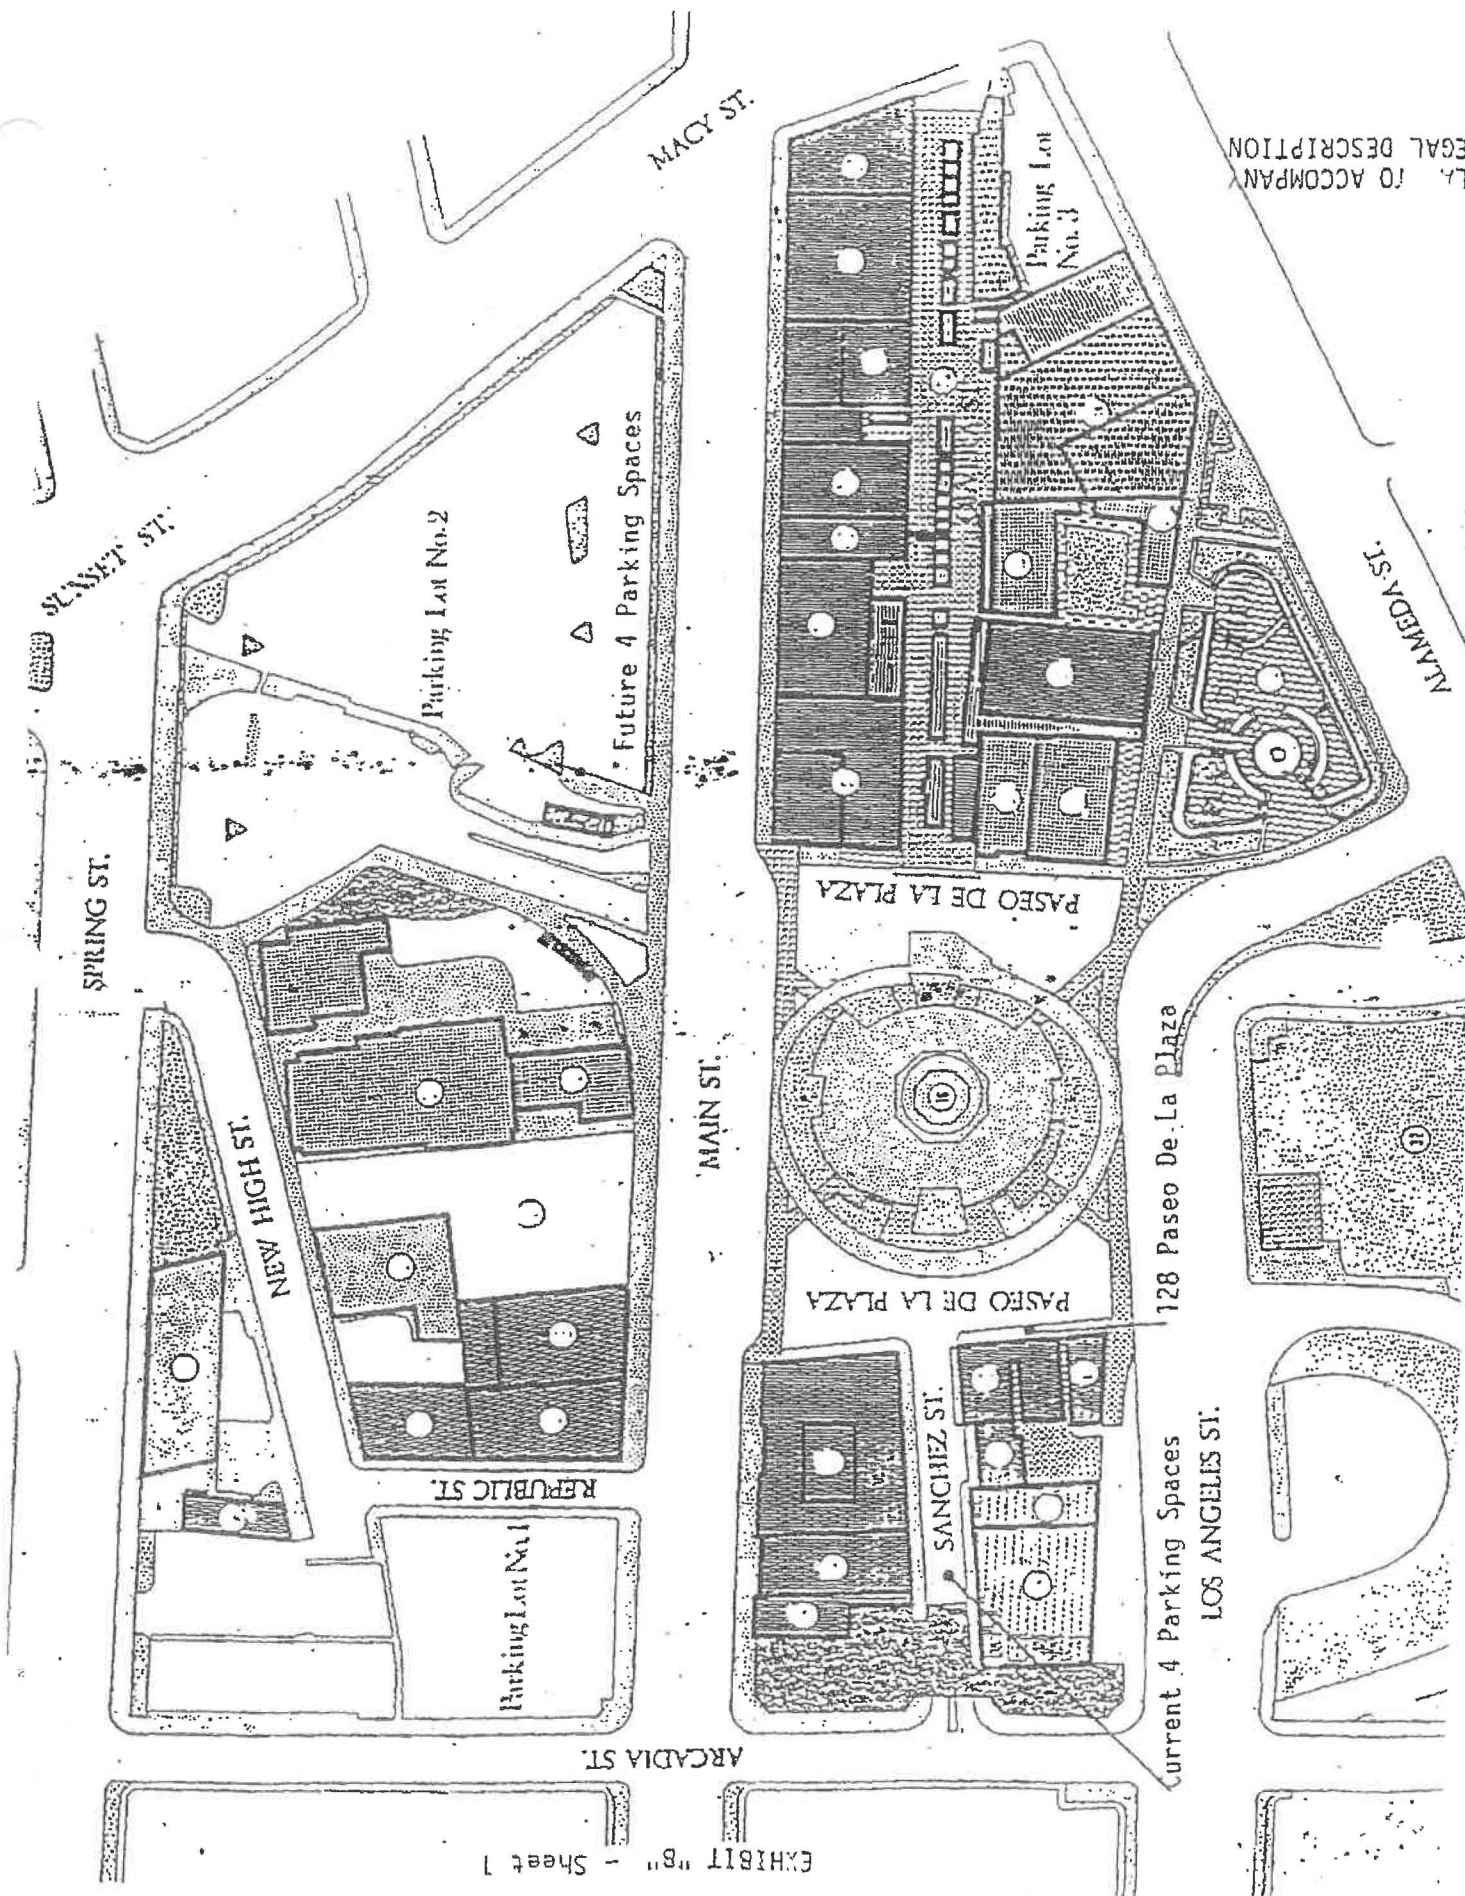 EXHIBIT "B" - Sheet 1
TO ACCOMPANY
DESCRIPTION
SUNSET ST.
MACY ST.
SPRING ST.
NEW HIGH ST.
MAIN ST.
REPUBLIC ST.
ARCADIA ST.
SANCHEZ ST.
LOS ANGELIS ST.
ALAMEDA ST.
PASEO DE LA PLAZA
PASEO DE LA PLAZA
Parking Lot No.1
Parking Lot No.2
Parking Lot
No.3
Future 4 Parking Spaces
Current 4 Parking Spaces
128 Paseo De La Plaza